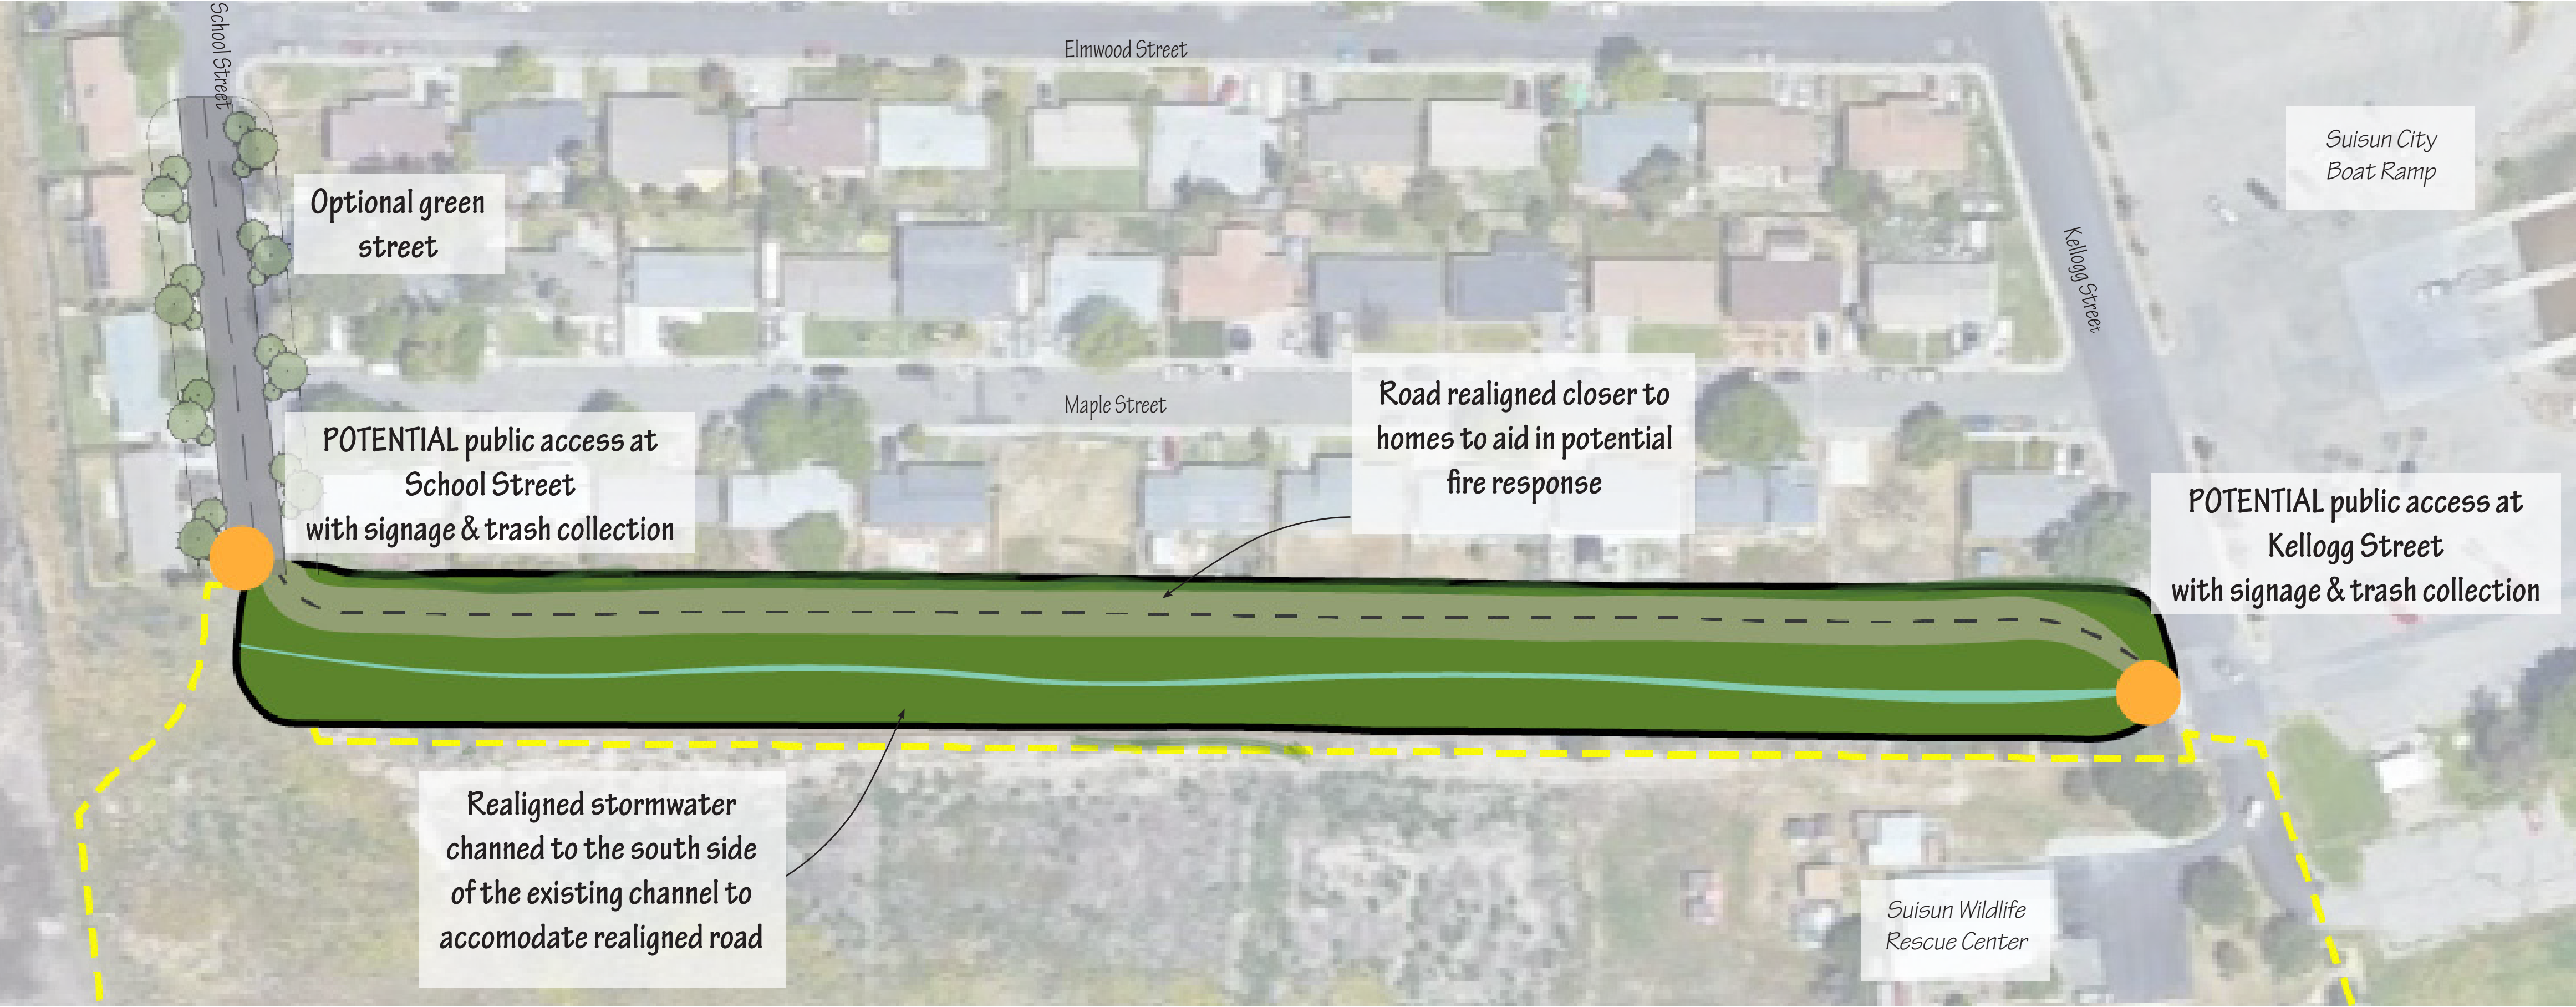 School Street
Elmwood Street
Suisun City
Boat Ramp
Optional green
street
Kellogg Street
Maple Street
Road realigned closer to
homes to aid in potential
fire response
POTENTIAL public access at
School Street
with signage & trash collection
POTENTIAL public access at
Kellogg Street
with signage & trash collection
Realigned stormwater
channed to the south side
of the existing channel to
accomodate realigned road
Suisun Wildlife
Rescue Center